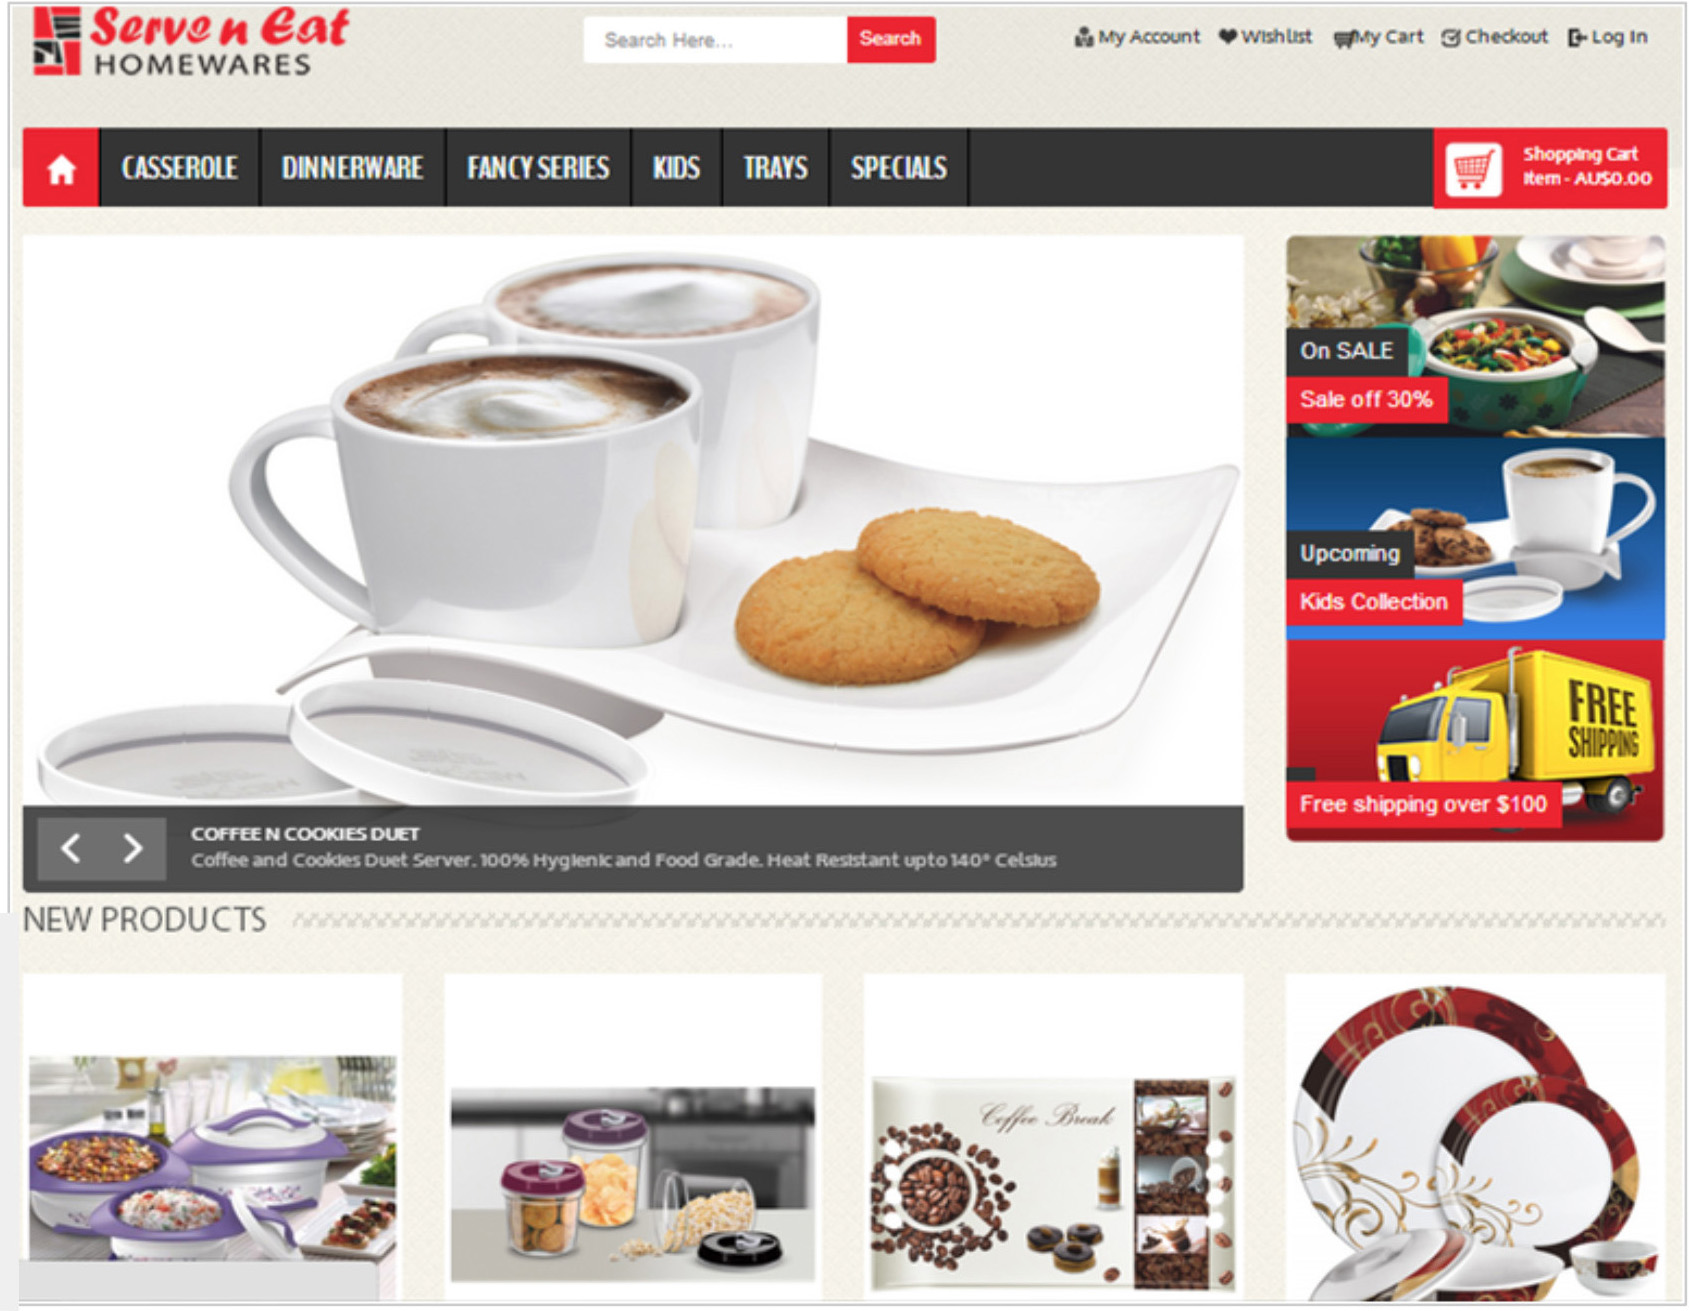 Serve n Eat
HOMEWARES
Search Here...
Search
My Account
Wishlist
My Cart
Checkout
Log In
CASSEROLE
DINNERWARE
FANCY SERIES
KIDS
TRAYS
SPECIALS
Shopping Cart
Item - AU$0.00
On SALE
Sale off 30%
Upcoming
Kids Collection
FREE
SHIPPING
Free shipping over $100
COFFEE N COOKIES DUET
Coffee and Cookies Duet Server. 100% Hygienic and Food Grade. Heat Resistant upto 140° Celsius
NEW PRODUCTS
Coffee Break